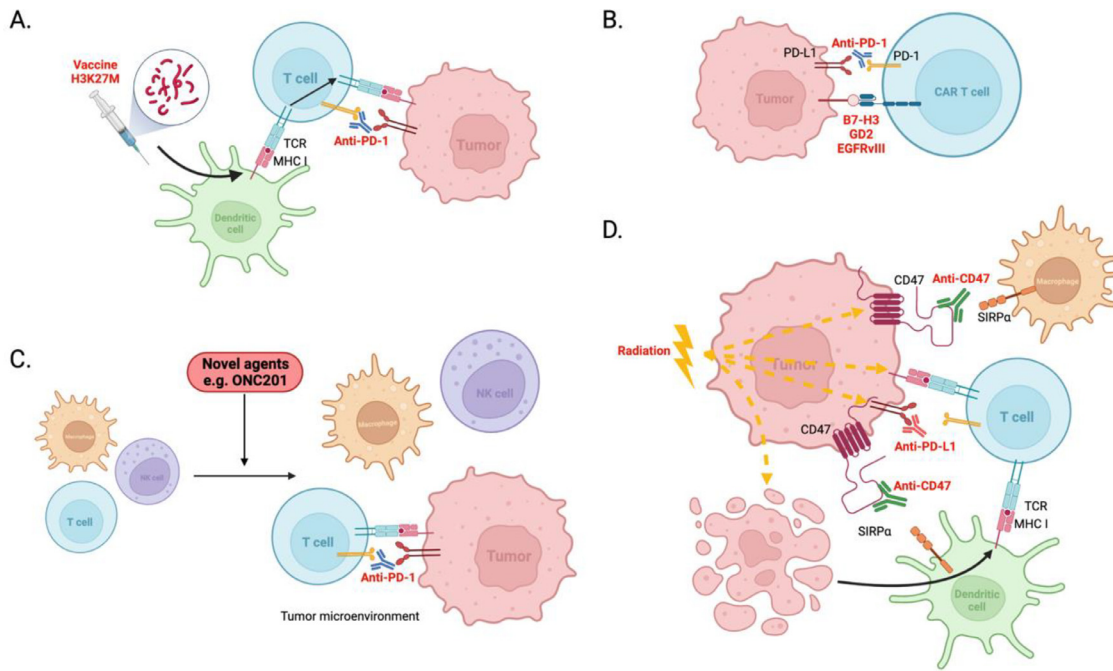 A.
Vaccine
H3K27M
T cell
Anti-PD-1
Tumor
TCR
MHC I
Dendritic
cell
B.
PD-L1
Anti-PD-1
PD-1
Tumor
CAR T cell
B7-H3
GD2
EGFRvIII
C.
Novel agents
e.g. ONC201
Macrophage
NK cell
T cell
Macrophage
NK cell
T cell
Anti-PD-1
Tumor
Tumor microenvironment
D.
CD47
Anti-CD47
Macrophage
SIRPα
Radiation
Tumor
T cell
CD47
Anti-PD-L1
Anti-CD47
TCR
MHC I
SIRPα
Dendritic
cell